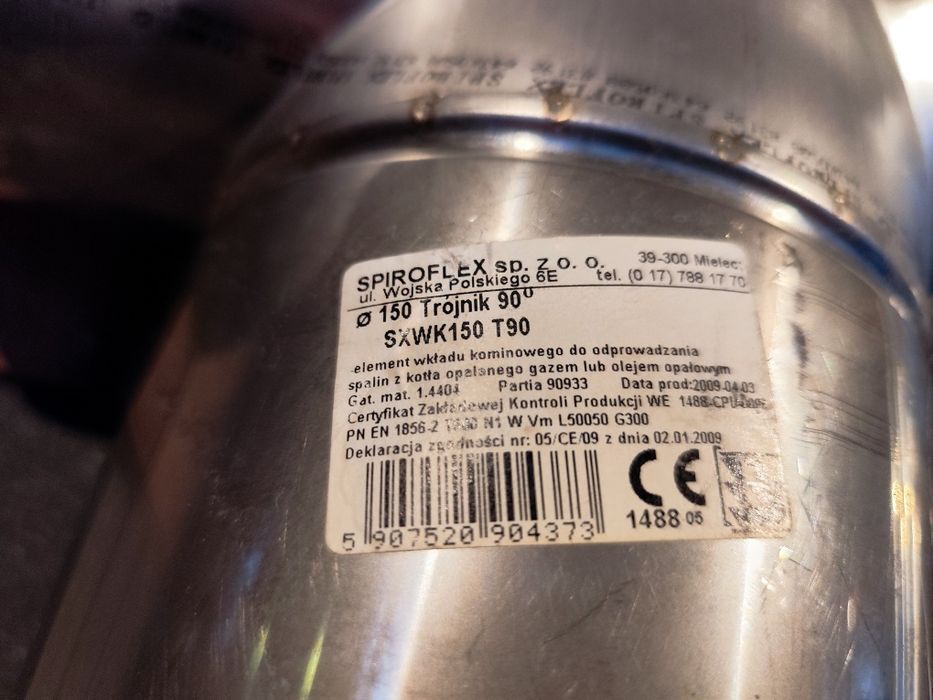 SPIROFLEX sp. z o. o. 39-300 Mielec,
ul. Wojska Polskiego 6E tel. (0 17) 788 17 70
Ø 150 Trójnik 90°
SXWK150 T90
element wkładu kominowego do odprowadzania
spalin z kotła opalanego gazem lub olejem opałowym
Gat. mat. 1.4404 Partia 90933 Data prod:2009-04-03
Certyfikat Zakładowej Kontroli Produkcji WE
PN EN 1856-2 N1 W Vm L50050 G300
Deklaracja zgodności nr: 05/CE/09 z dnia 02.01.2009
5 907520 904373
CE
1488 05